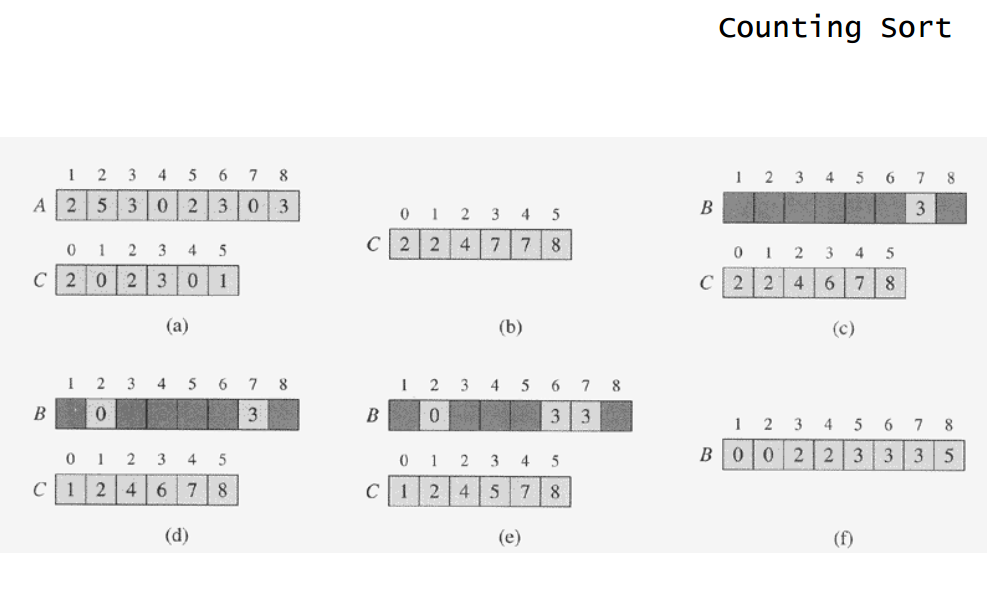 Counting Sort
1 2 3 4 5 6 7 8
A 2 5 3 0 2 3 0 3
0 1 2 3 4 5
C 2 0 2 3 0 1
(a)
0 1 2 3 4 5
C 2 2 4 7 7 8
(b)
1 2 3 4 5 6 7 8
B 3
0 1 2 3 4 5
C 2 2 4 6 7 8
(c)
1 2 3 4 5 6 7 8
B 0 3
0 1 2 3 4 5
C 1 2 4 6 7 8
(d)
1 2 3 4 5 6 7 8
B 0 3 3
0 1 2 3 4 5
C 1 2 4 5 7 8
(e)
1 2 3 4 5 6 7 8
B 0 0 2 2 3 3 3 5
(f)